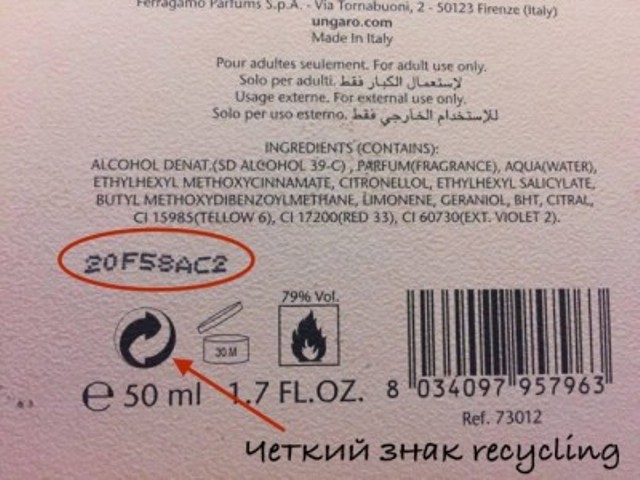 Ferragamo Parfums S.p.A. - Via Tornabuoni, 2 - 50123 Firenze (Italy)
ungaro.com
Made in Italy
Pour adultes seulement. For adult use only.
Solo per adulti. لإستعمال الكبار فقط
Usage externe. For external use only.
Solo per uso esterno. للإستخدام الخارجي فقط
INGREDIENTS (CONTAINS):
ALCOHOL DENAT.(SD ALCOHOL 39-C) , PARFUM(FRAGRANCE), AQUA(WATER),
ETHYLHEXYL METHOXYCINNAMATE, CITRONELLOL, ETHYLHEXYL SALICYLATE,
BUTYL METHOXYDIBENZOYLMETHANE, LIMONENE, GERANIOL, BHT, CITRAL,
CI 15985(TELLOW 6), CI 17200(RED 33), CI 60730(EXT. VIOLET 2).
20F58AC2
79% Vol.
30 M
e 50 ml 1.7 FL.OZ.
8 034097 957963
Ref. 73012
Четкий знак recycling